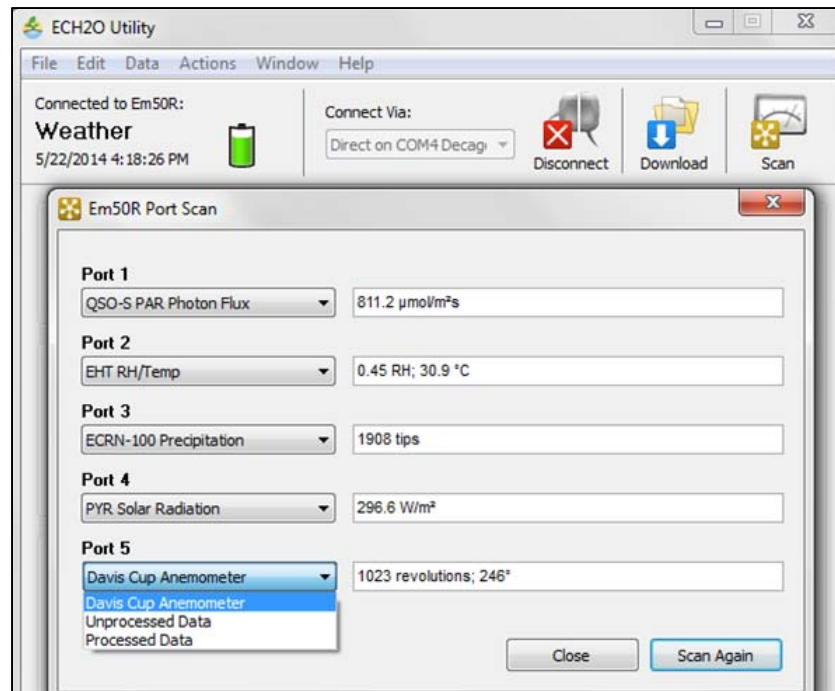 ECH2O Utility
File Edit Data Actions Window Help
Connected to Em50R:
Weather
5/22/2014 4:18:26 PM
Connect Via:
Direct on COM4 Decag
Disconnect
Download
Scan
Em50R Port Scan
Port 1
QSO-S PAR Photon Flux
811.2 µmol/m²s
Port 2
EHT RH/Temp
0.45 RH; 30.9 °C
Port 3
ECRN-100 Precipitation
1908 tips
Port 4
PYR Solar Radiation
296.6 W/m²
Port 5
Davis Cup Anemometer
1023 revolutions; 246°
Davis Cup Anemometer
Unprocessed Data
Processed Data
Close
Scan Again